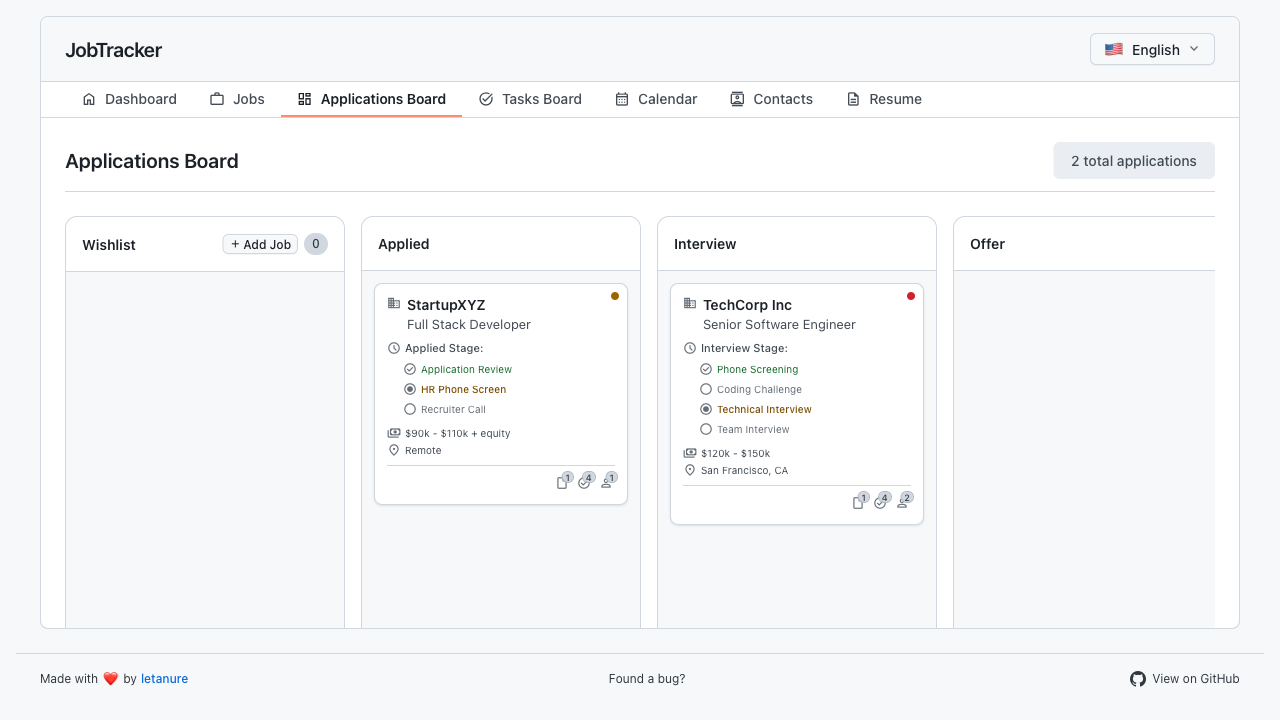 JobTracker
English
Dashboard
Jobs
Applications Board
Tasks Board
Calendar
Contacts
Resume
Applications Board
2 total applications
Wishlist
+ Add Job
0
Applied
StartupXYZ
Full Stack Developer
Applied Stage:
Application Review
HR Phone Screen
Recruiter Call
$90k - $110k + equity
Remote
1
4
1
Interview
TechCorp Inc
Senior Software Engineer
Interview Stage:
Phone Screening
Coding Challenge
Technical Interview
Team Interview
$120k - $150k
San Francisco, CA
1
4
2
Offer
Made with ❤️ by letanure
Found a bug?
View on GitHub